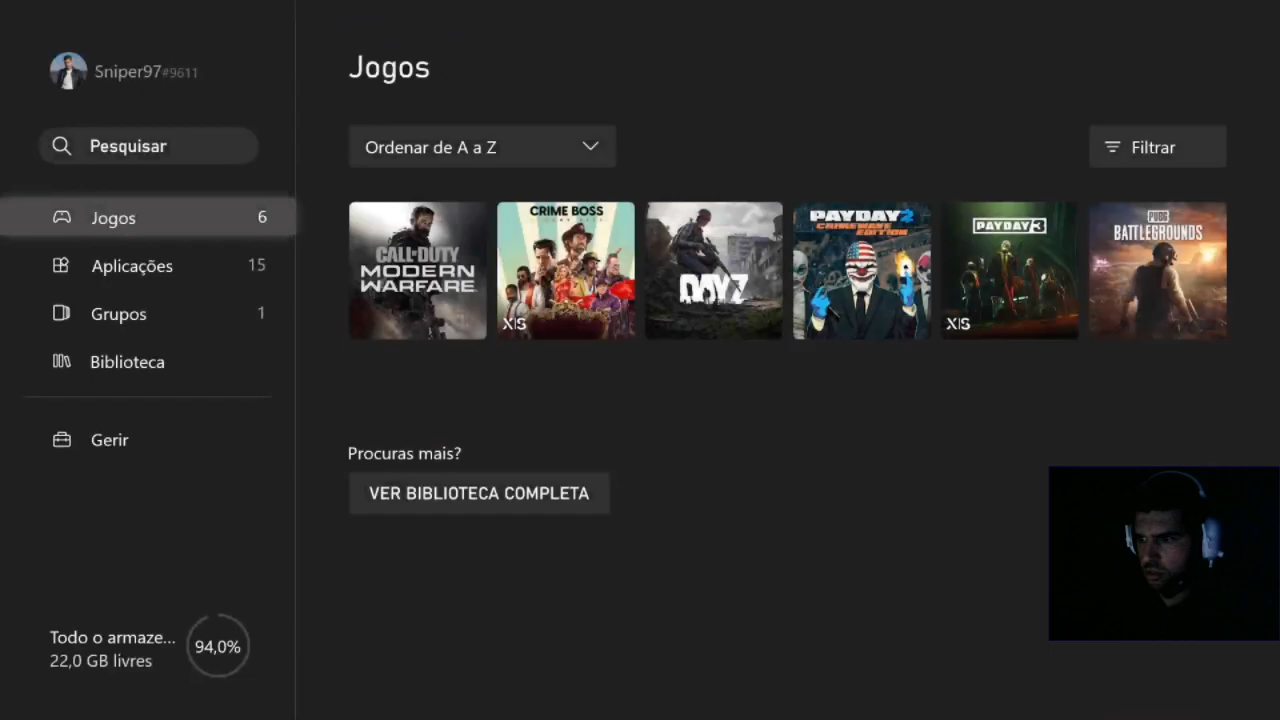 Sniper97#9611
Pesquisar
Jogos 6
Aplicações 15
Grupos 1
Biblioteca
Gerir
Todo o armaze...
22,0 GB livres
94,0%
Jogos
Ordenar de A a Z
Filtrar
CALL OF DUTY
MODERN
WARFARE
CRIME BOSS
X|S
DAYZ
PAYDAY 2
CRIMEWAVE
EDITION
PAYDAY 3
X|S
PUBG
BATTLEGROUNDS
Procuras mais?
VER BIBLIOTECA COMPLETA